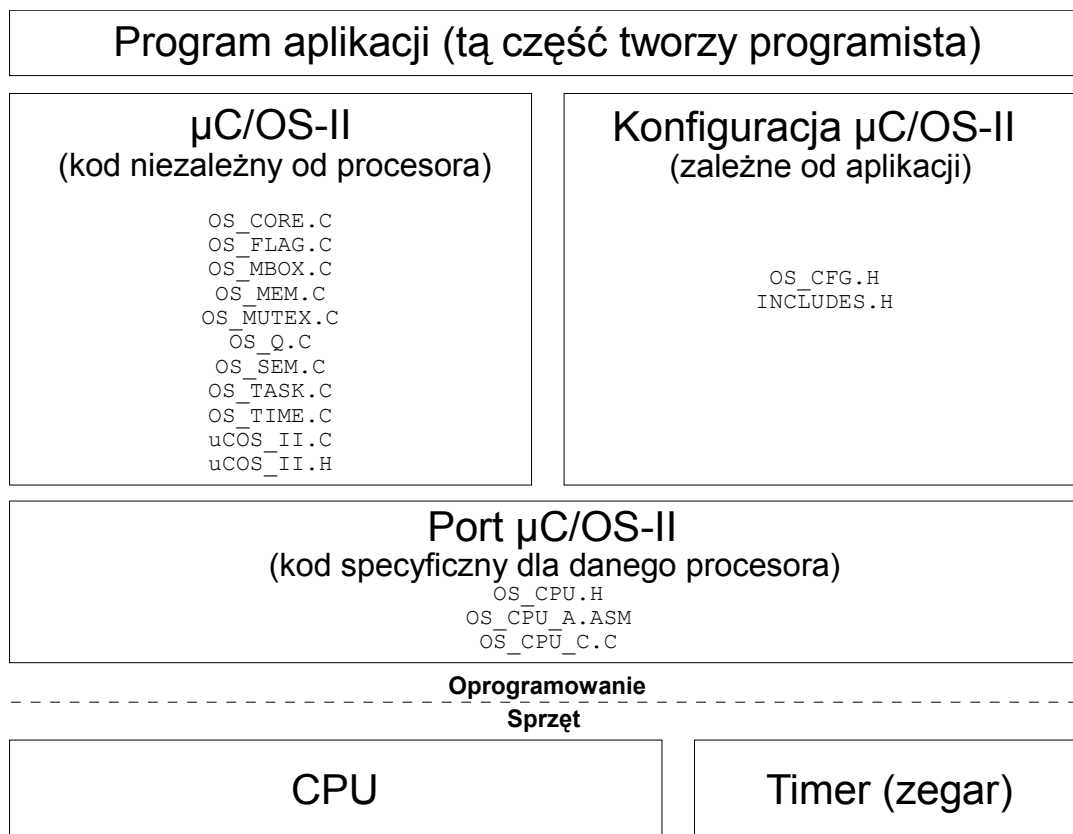 Program aplikacji (tą część tworzy programista)
µC/OS-II
(kod niezależny od procesora)
OS_CORE.C
OS_FLAG.C
OS_MBOX.C
OS_MEM.C
OS_MUTEX.C
OS_Q.C
OS_SEM.C
OS_TASK.C
OS_TIME.C
uCOS_II.C
uCOS_II.H
Konfiguracja µC/OS-II
(zależne od aplikacji)
OS_CFG.H
INCLUDES.H
Port µC/OS-II
(kod specyficzny dla danego procesora)
OS_CPU.H
OS_CPU_A.ASM
OS_CPU_C.C
Oprogramowanie
Sprzęt
CPU
Timer (zegar)